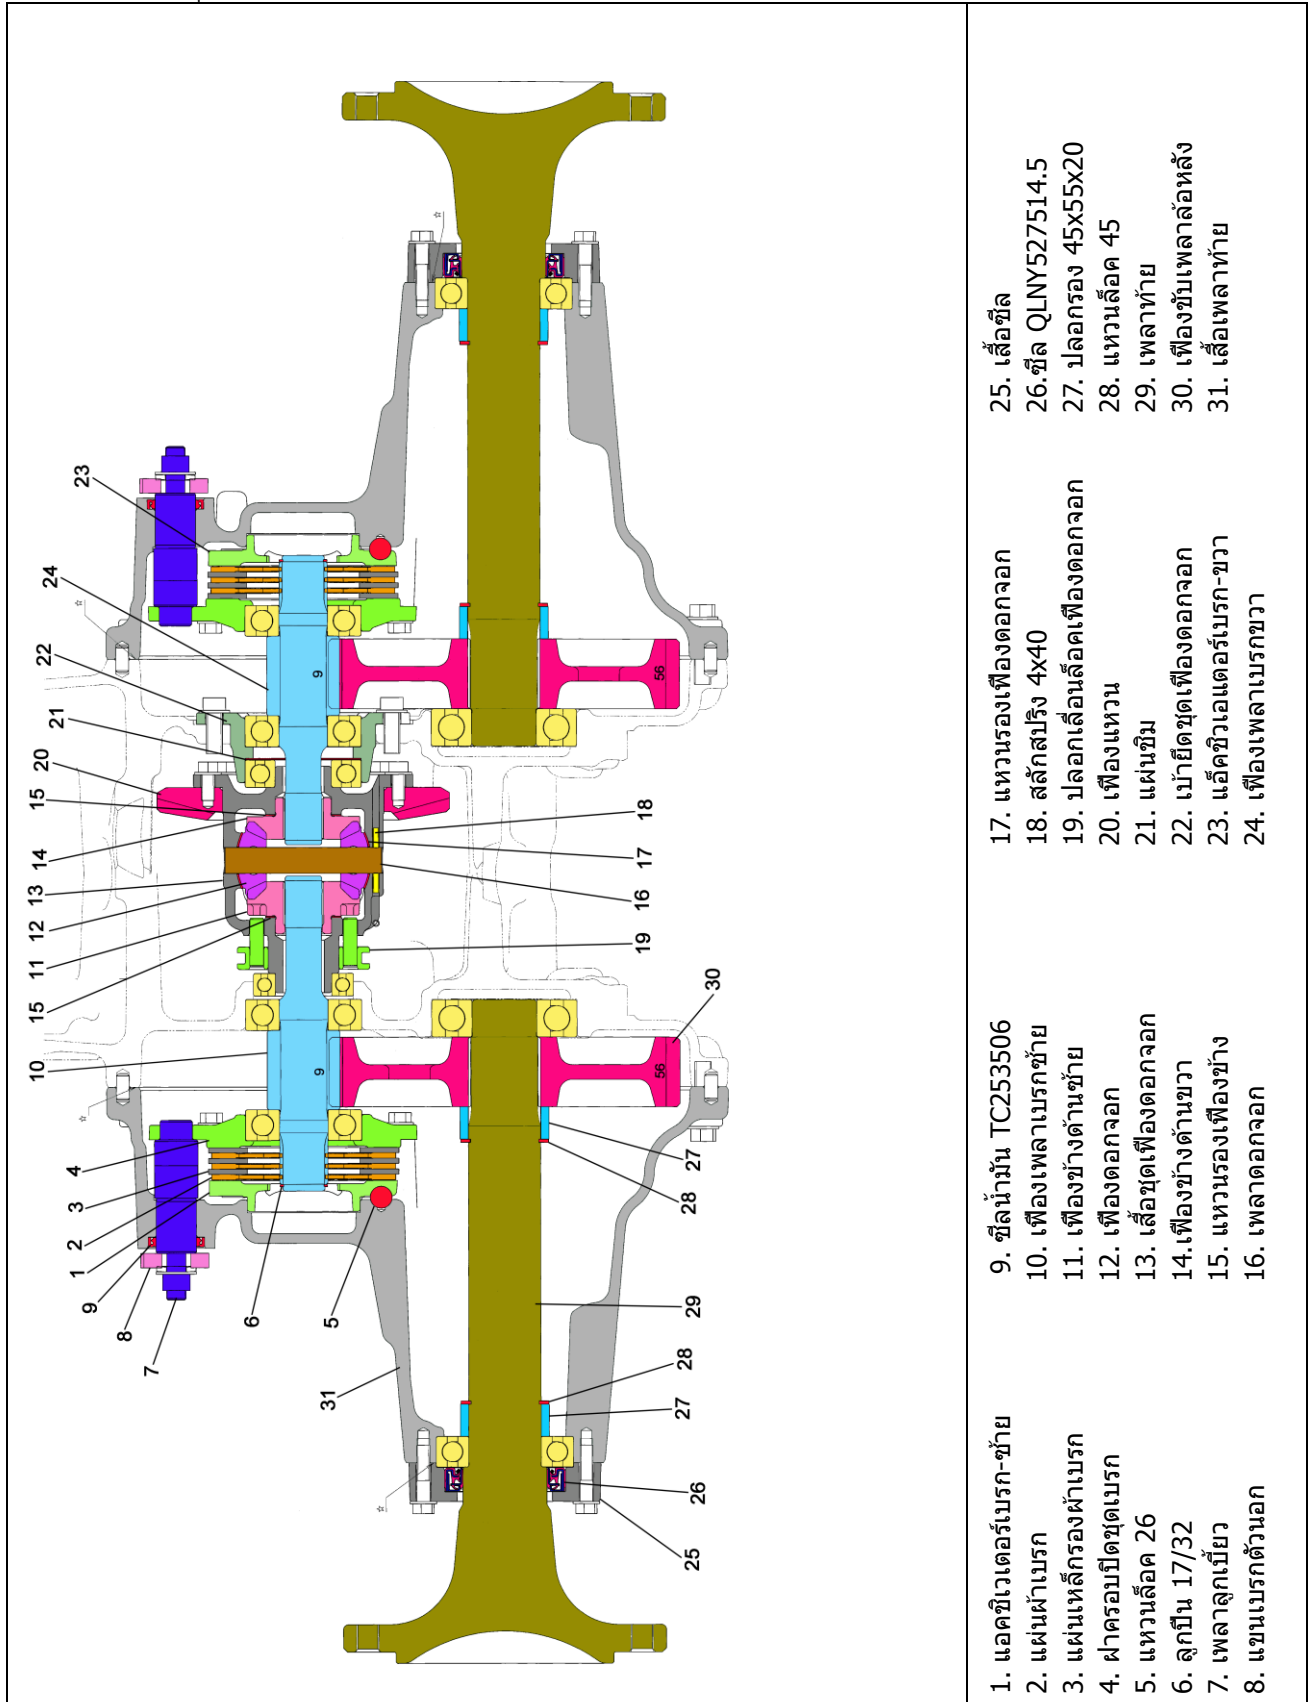 23
24
22
21
20
15
14
13
12
11
15
10
4
3
2
1
9
8
7
18
17
16
19
30
9
56
9
56
6
5
31
27
28
29
28
27
26
25
1. แอคชิเวเตอร์เบรก-ซ้าย
2. แผ่นผ้าเบรก
3. แผ่นเหล็กรองผ้าเบรก
4. ฝาครอบปิดชุดเบรก
5. แหวนล็อค 26
6. ลูกปืน 17/32
7. เพลาลูกเบี้ยว
8. แขนเบรกตัวนอก
9. ซีลน้ำมัน TC253506
10. เฟืองเพลาเบรกซ้าย
11. เฟืองข้างด้านซ้าย
12. เฟืองดอกจอก
13. เสื้อชุดเฟืองดอกจอก
14.เฟืองข้างด้านขวา
15. แหวนรองเฟืองข้าง
16. เพลาดอกจอก
17. แหวนรองเฟืองดอกจอก
18. สลักสปริง 4x40
19. ปลอกเลื่อนล็อคเฟืองดอกจอก
20. เฟืองแหวน
21. แผ่นชิม
22. เบ้ายึดชุดเฟืองดอกจอก
23. แอ็คชิวเอแตอร์เบรก-ขวา
24. เฟืองเพลาเบรกขวา
25. เสื้อซีล
26.ซีล QLNY527514.5
27. ปลอกรอง 45x55x20
28. แหวนล็อค 45
29. เพลาท้าย
30. เฟืองขับเพลาล้อหลัง
31. เสื้อเพลาท้าย